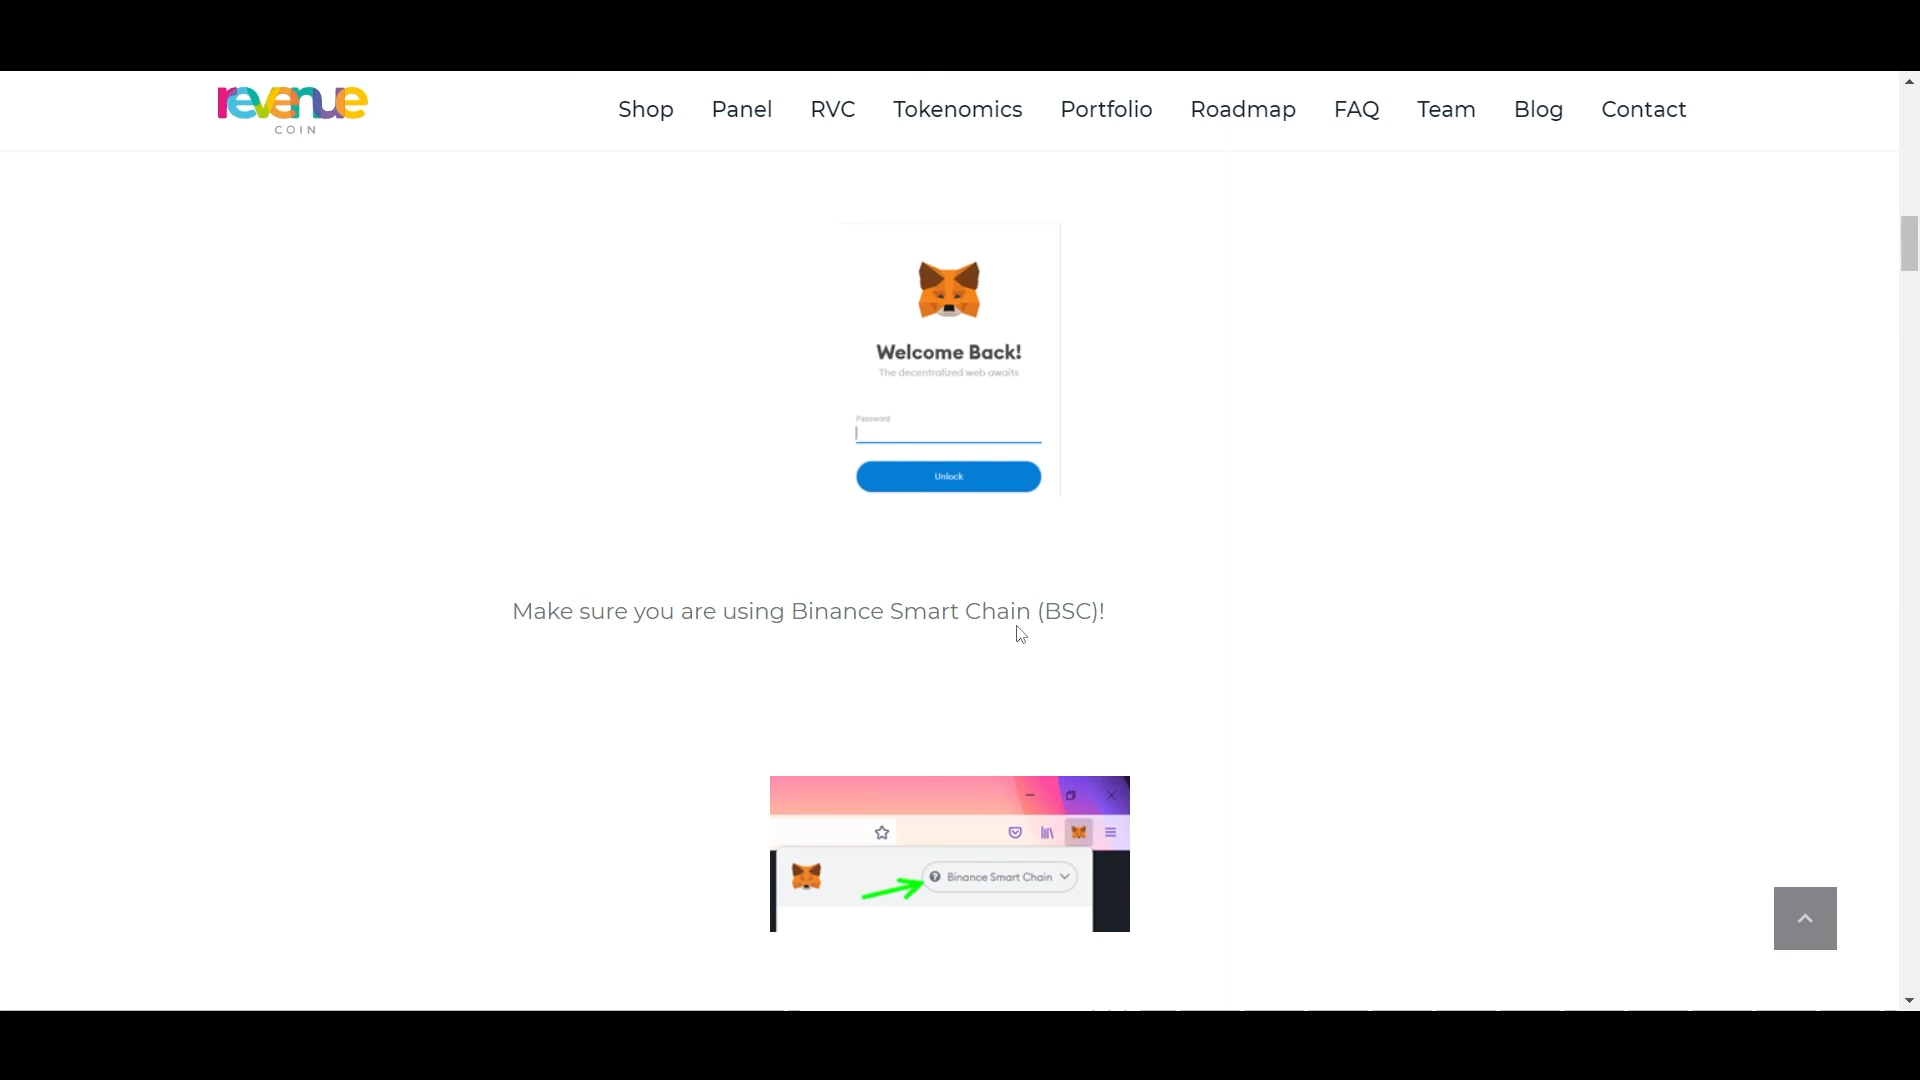 revenue
COIN
Shop Panel RVC Tokenomics Portfolio Roadmap FAQ Team Blog Contact
Welcome Back!
The decentralized web awaits
Password
Unlock
Make sure you are using Binance Smart Chain (BSC)!
Binance Smart Chain